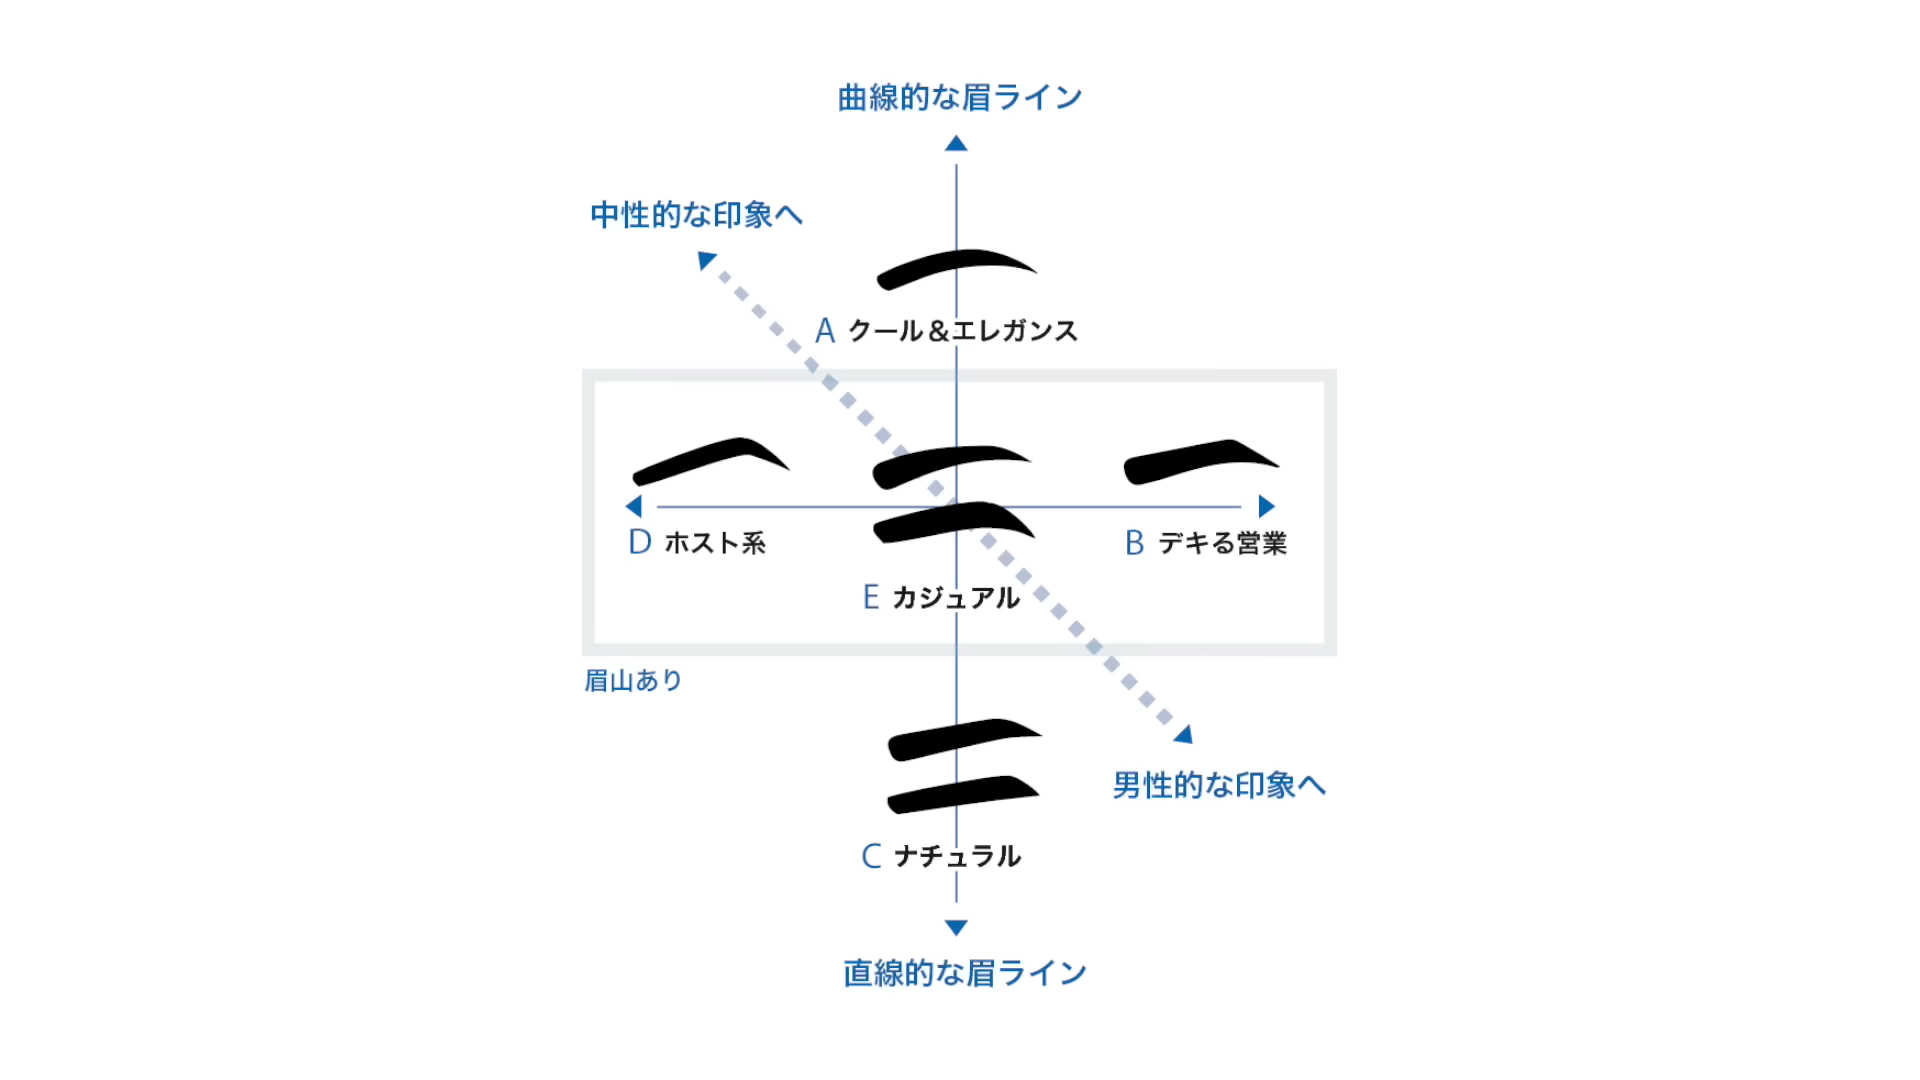 曲線的な眉ライン
中性的な印象へ
A クール＆エレガンス
D ホスト系
B デキる営業
E カジュアル
眉山あり
男性的な印象へ
C ナチュラル
直線的な眉ライン